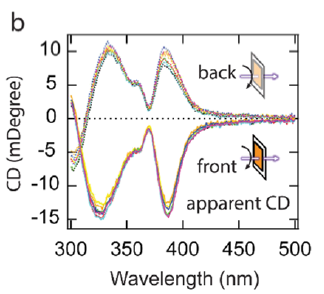 b
10
5
0
-5
-10
-15
CD (mDegree)
back
front
apparent CD
300 350 400 450 500
Wavelength (nm)